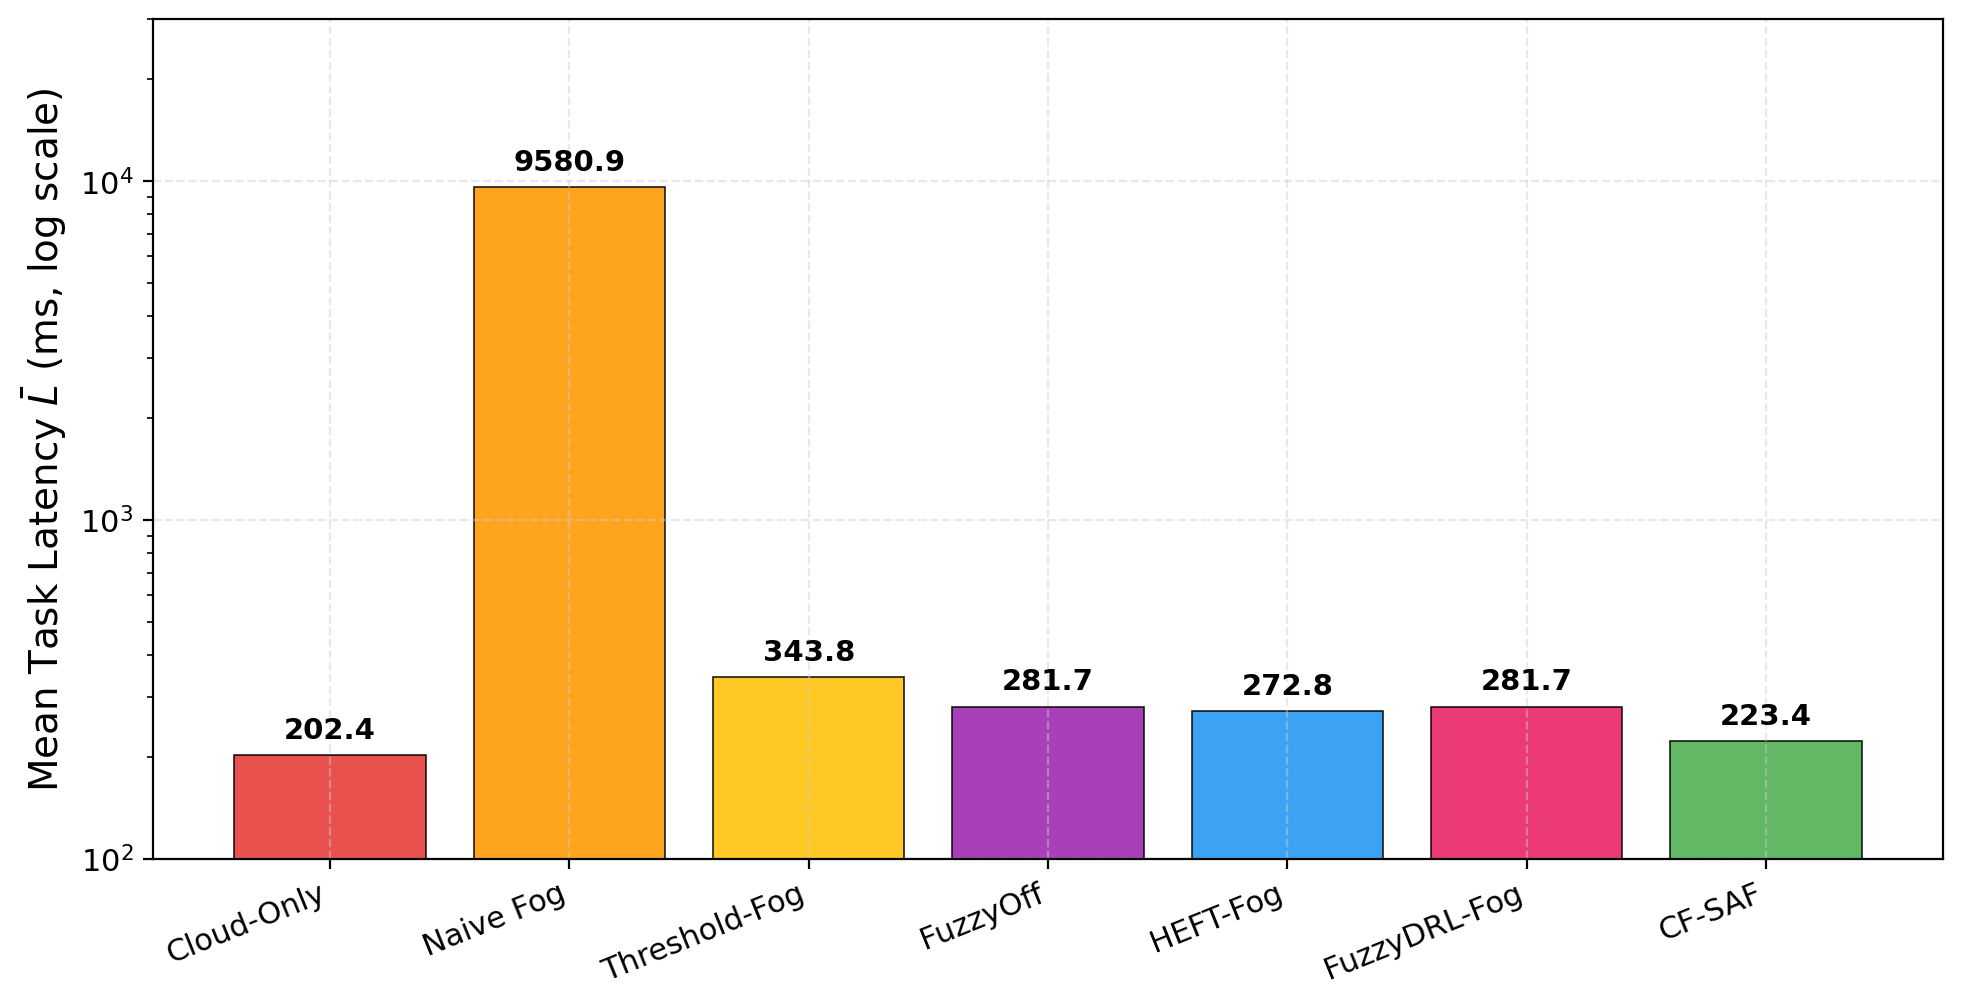 Mean Task Latency L̄ (ms, log scale)
10⁴
10³
10²
202.4
9580.9
343.8
281.7
272.8
281.7
223.4
Cloud-Only
Naive Fog
Threshold-Fog
FuzzyOff
HEFT-Fog
FuzzyDRL-Fog
CF-SAF